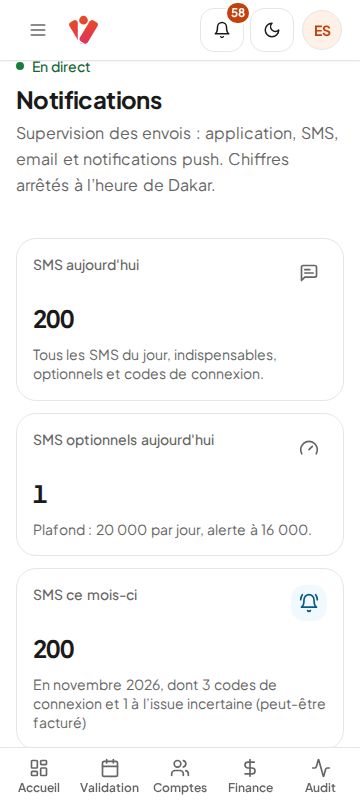 58
ES
En direct
Notifications
Supervision des envois : application, SMS,
email et notifications push. Chiffres
arrêtés à l'heure de Dakar.
SMS aujourd'hui
200
Tous les SMS du jour, indispensables,
optionnels et codes de connexion.
SMS optionnels aujourd'hui
1
Plafond : 20 000 par jour, alerte à 16 000.
SMS ce mois-ci
200
En novembre 2026, dont 3 codes de
connexion et 1 à l'issue incertaine (peut-être
facturé)
Accueil
Validation
Comptes
Finance
Audit